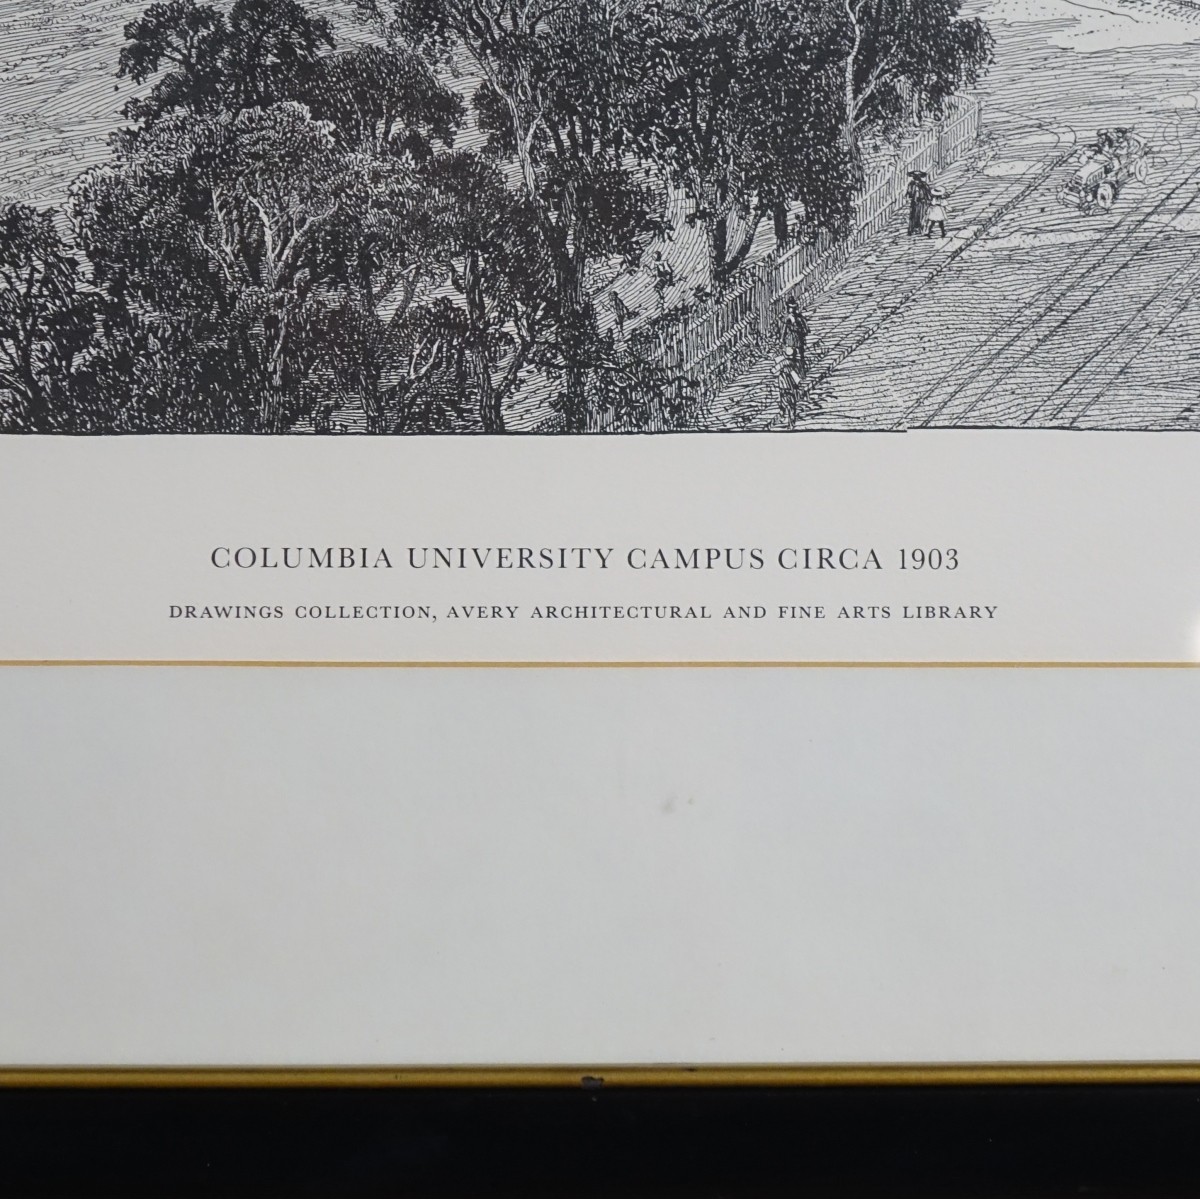 COLUMBIA UNIVERSITY CAMPUS CIRCA 1903
DRAWINGS COLLECTION, AVERY ARCHITECTURAL AND FINE ARTS LIBRARY